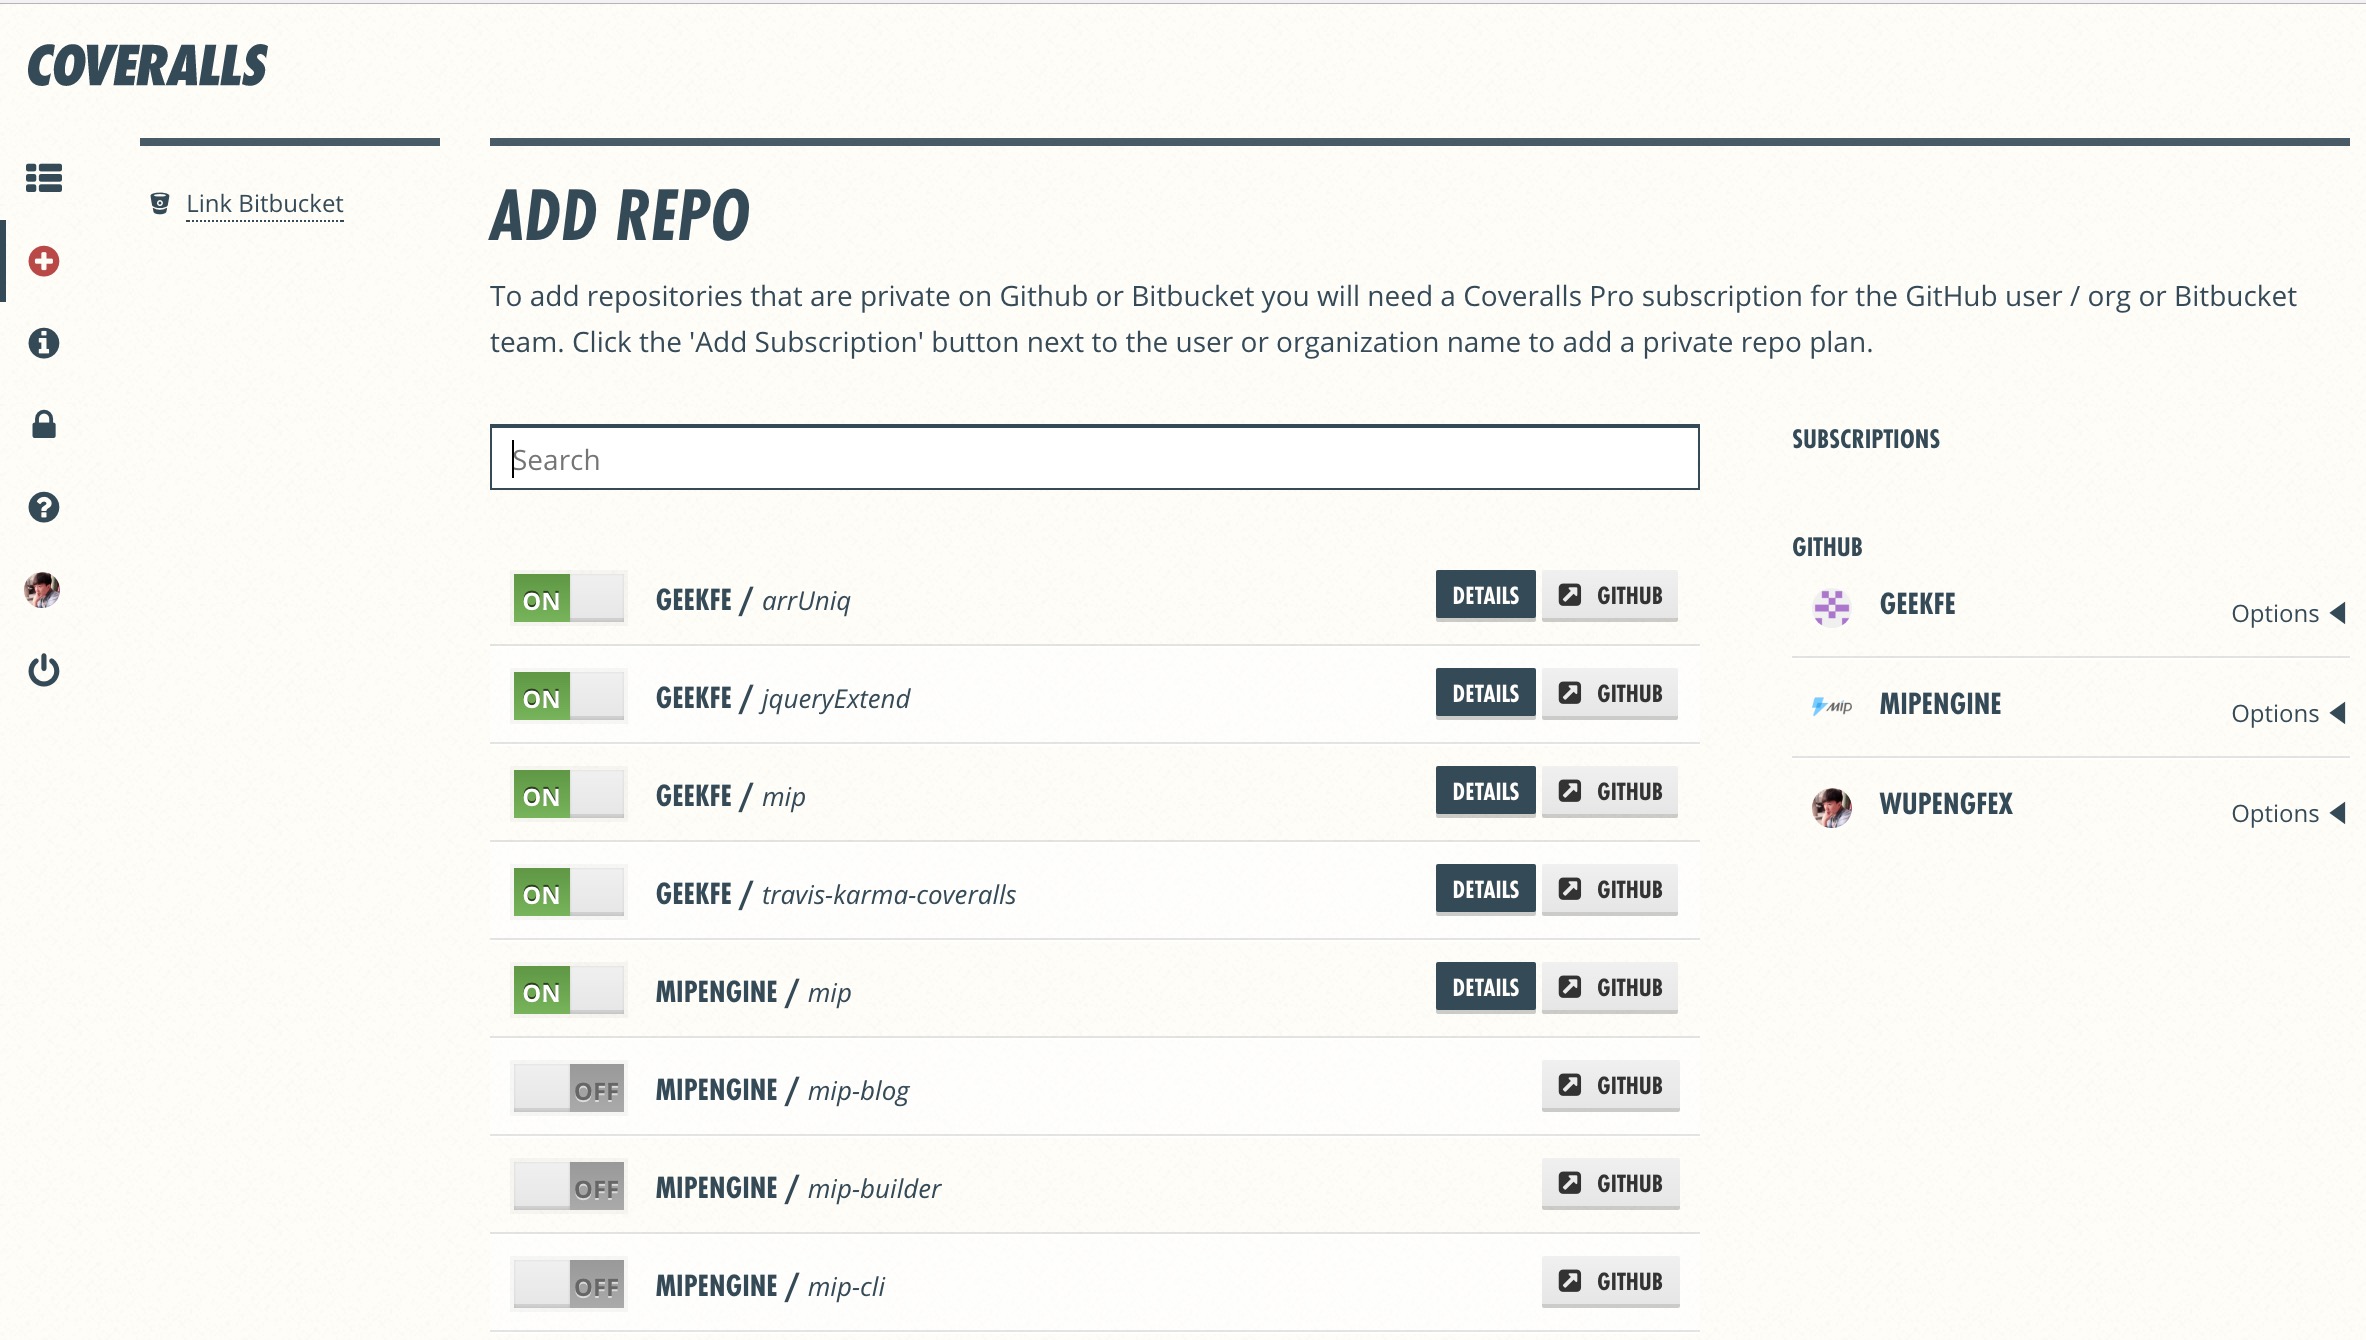 COVERALLS
Link Bitbucket
ADD REPO
To add repositories that are private on Github or Bitbucket you will need a Coveralls Pro subscription for the GitHub user / org or Bitbucket
team. Click the 'Add Subscription' button next to the user or organization name to add a private repo plan.
Search
ON GEEKFE / arrUniq DETAILS GITHUB
ON GEEKFE / jqueryExtend DETAILS GITHUB
ON GEEKFE / mip DETAILS GITHUB
ON GEEKFE / travis-karma-coveralls DETAILS GITHUB
ON MIPENGINE / mip DETAILS GITHUB
OFF MIPENGINE / mip-blog GITHUB
OFF MIPENGINE / mip-builder GITHUB
OFF MIPENGINE / mip-cli GITHUB
SUBSCRIPTIONS
GITHUB
GEEKFE Options
MIP MIPENGINE Options
WUPENGFEX Options